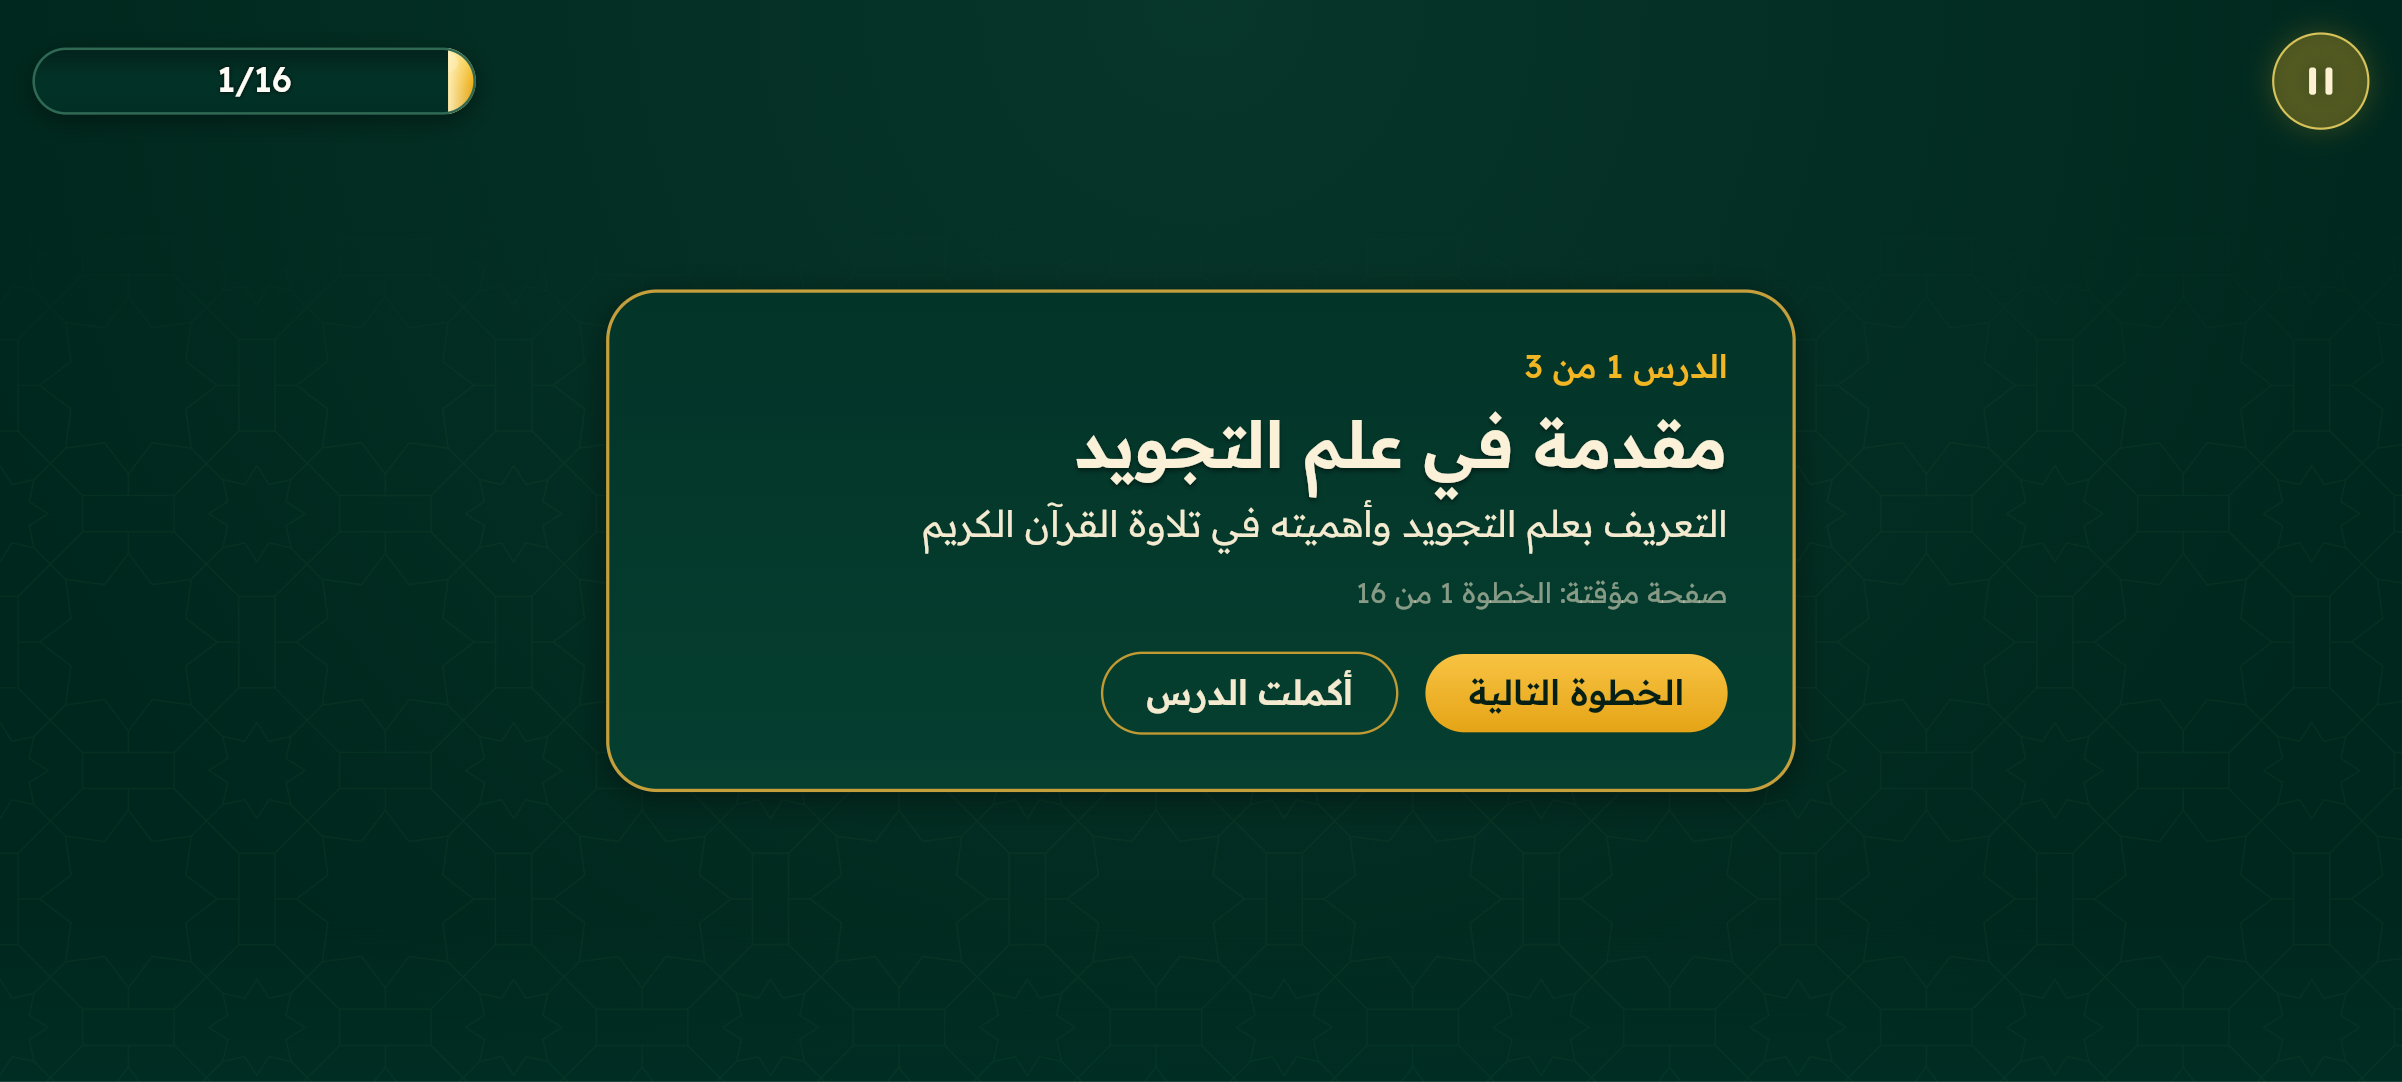 1/16
الدرس 1 من 3
مقدمة في علم التجويد
التعريف بعلم التجويد وأهميته في تلاوة القرآن الكريم
صفحة مؤقتة: الخطوة 1 من 16
الخطوة التالية
أكملت الدرس